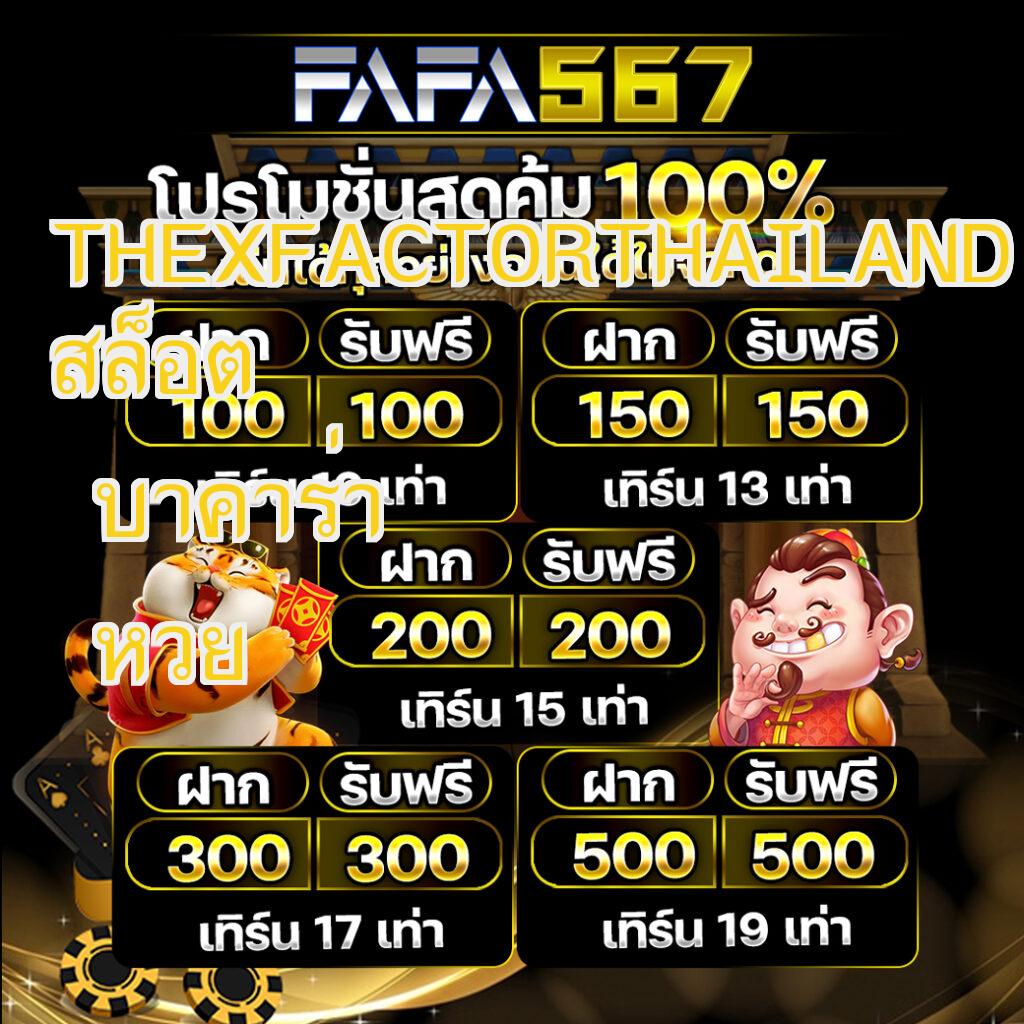 FAFA567
โปรโมชั่นสุดคุ้ม 100%
THEXFACTORTHAILAND
สล็อต
ฝาก รับฟรี
100 100
เท่า
บาคาร่า
หวย
ฝาก รับฟรี
150 150
เทิร์น 13 เท่า
ฝาก รับฟรี
200 200
เทิร์น 15 เท่า
ฝาก รับฟรี
300 300
เทิร์น 17 เท่า
ฝาก รับฟรี
500 500
เทิร์น 19 เท่า